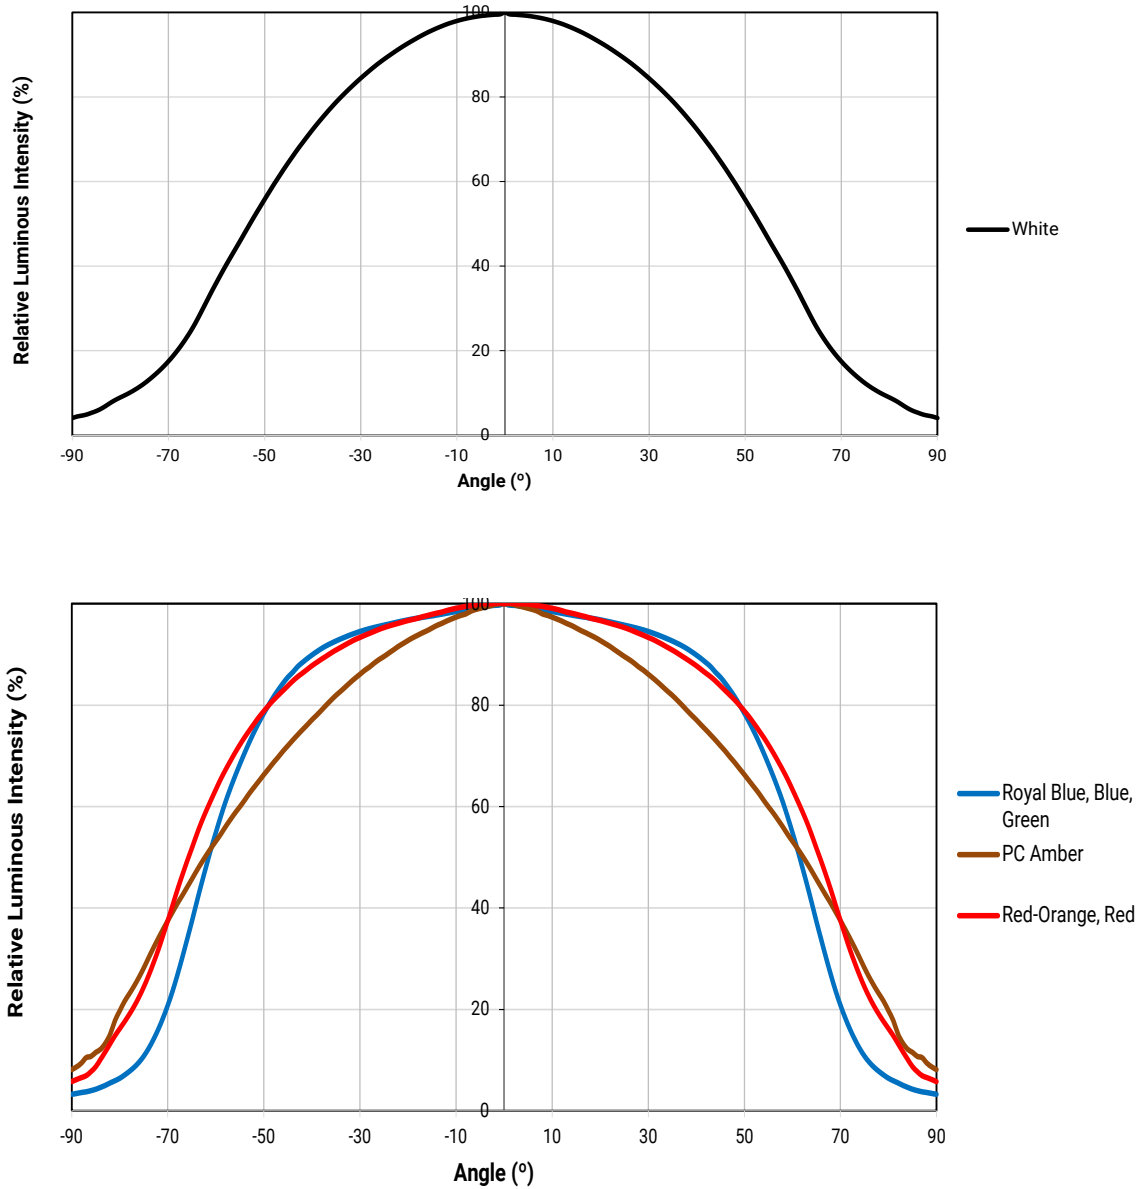 100
80
60
40
20
0
Relative Luminous Intensity (%)
White
-90 -70 -50 -30 -10 10 30 50 70 90
Angle (º)
100
80
60
40
20
0
Relative Luminous Intensity (%)
Royal Blue, Blue,
Green
PC Amber
Red-Orange, Red
-90 -70 -50 -30 -10 10 30 50 70 90
Angle (º)